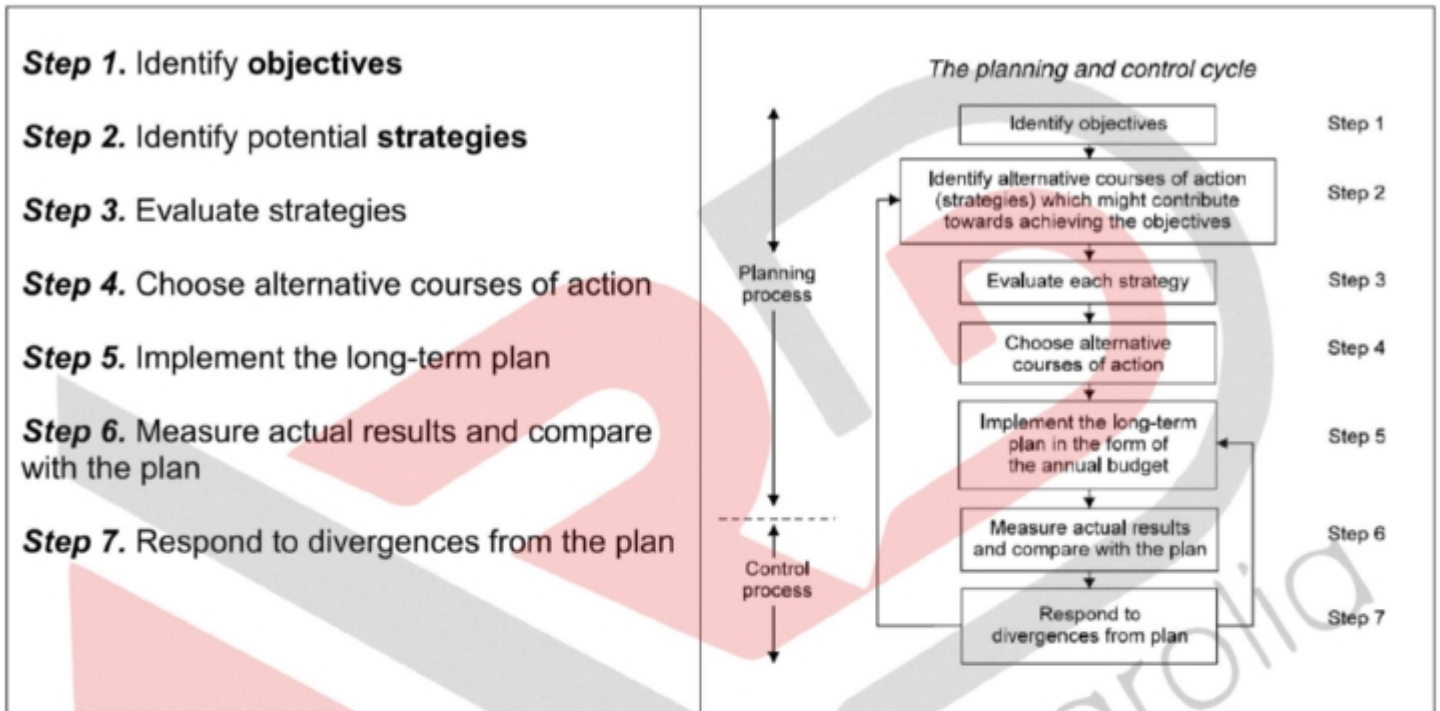 Step 1. Identify objectives
Step 2. Identify potential strategies
Step 3. Evaluate strategies
Step 4. Choose alternative courses of action
Step 5. Implement the long-term plan
Step 6. Measure actual results and compare
with the plan
Step 7. Respond to divergences from the plan
The planning and control cycle
Identify objectives
Step 1
Identify alternative courses of action
(strategies) which might contribute
towards achieving the objectives
Step 2
Planning
process
Evaluate each strategy
Step 3
Choose alternative
courses of action
Step 4
Implement the long-term
plan in the form of
the annual budget
Step 5
Measure actual results
and compare with the plan
Step 6
Control
process
Respond to
divergences from plan
Step 7